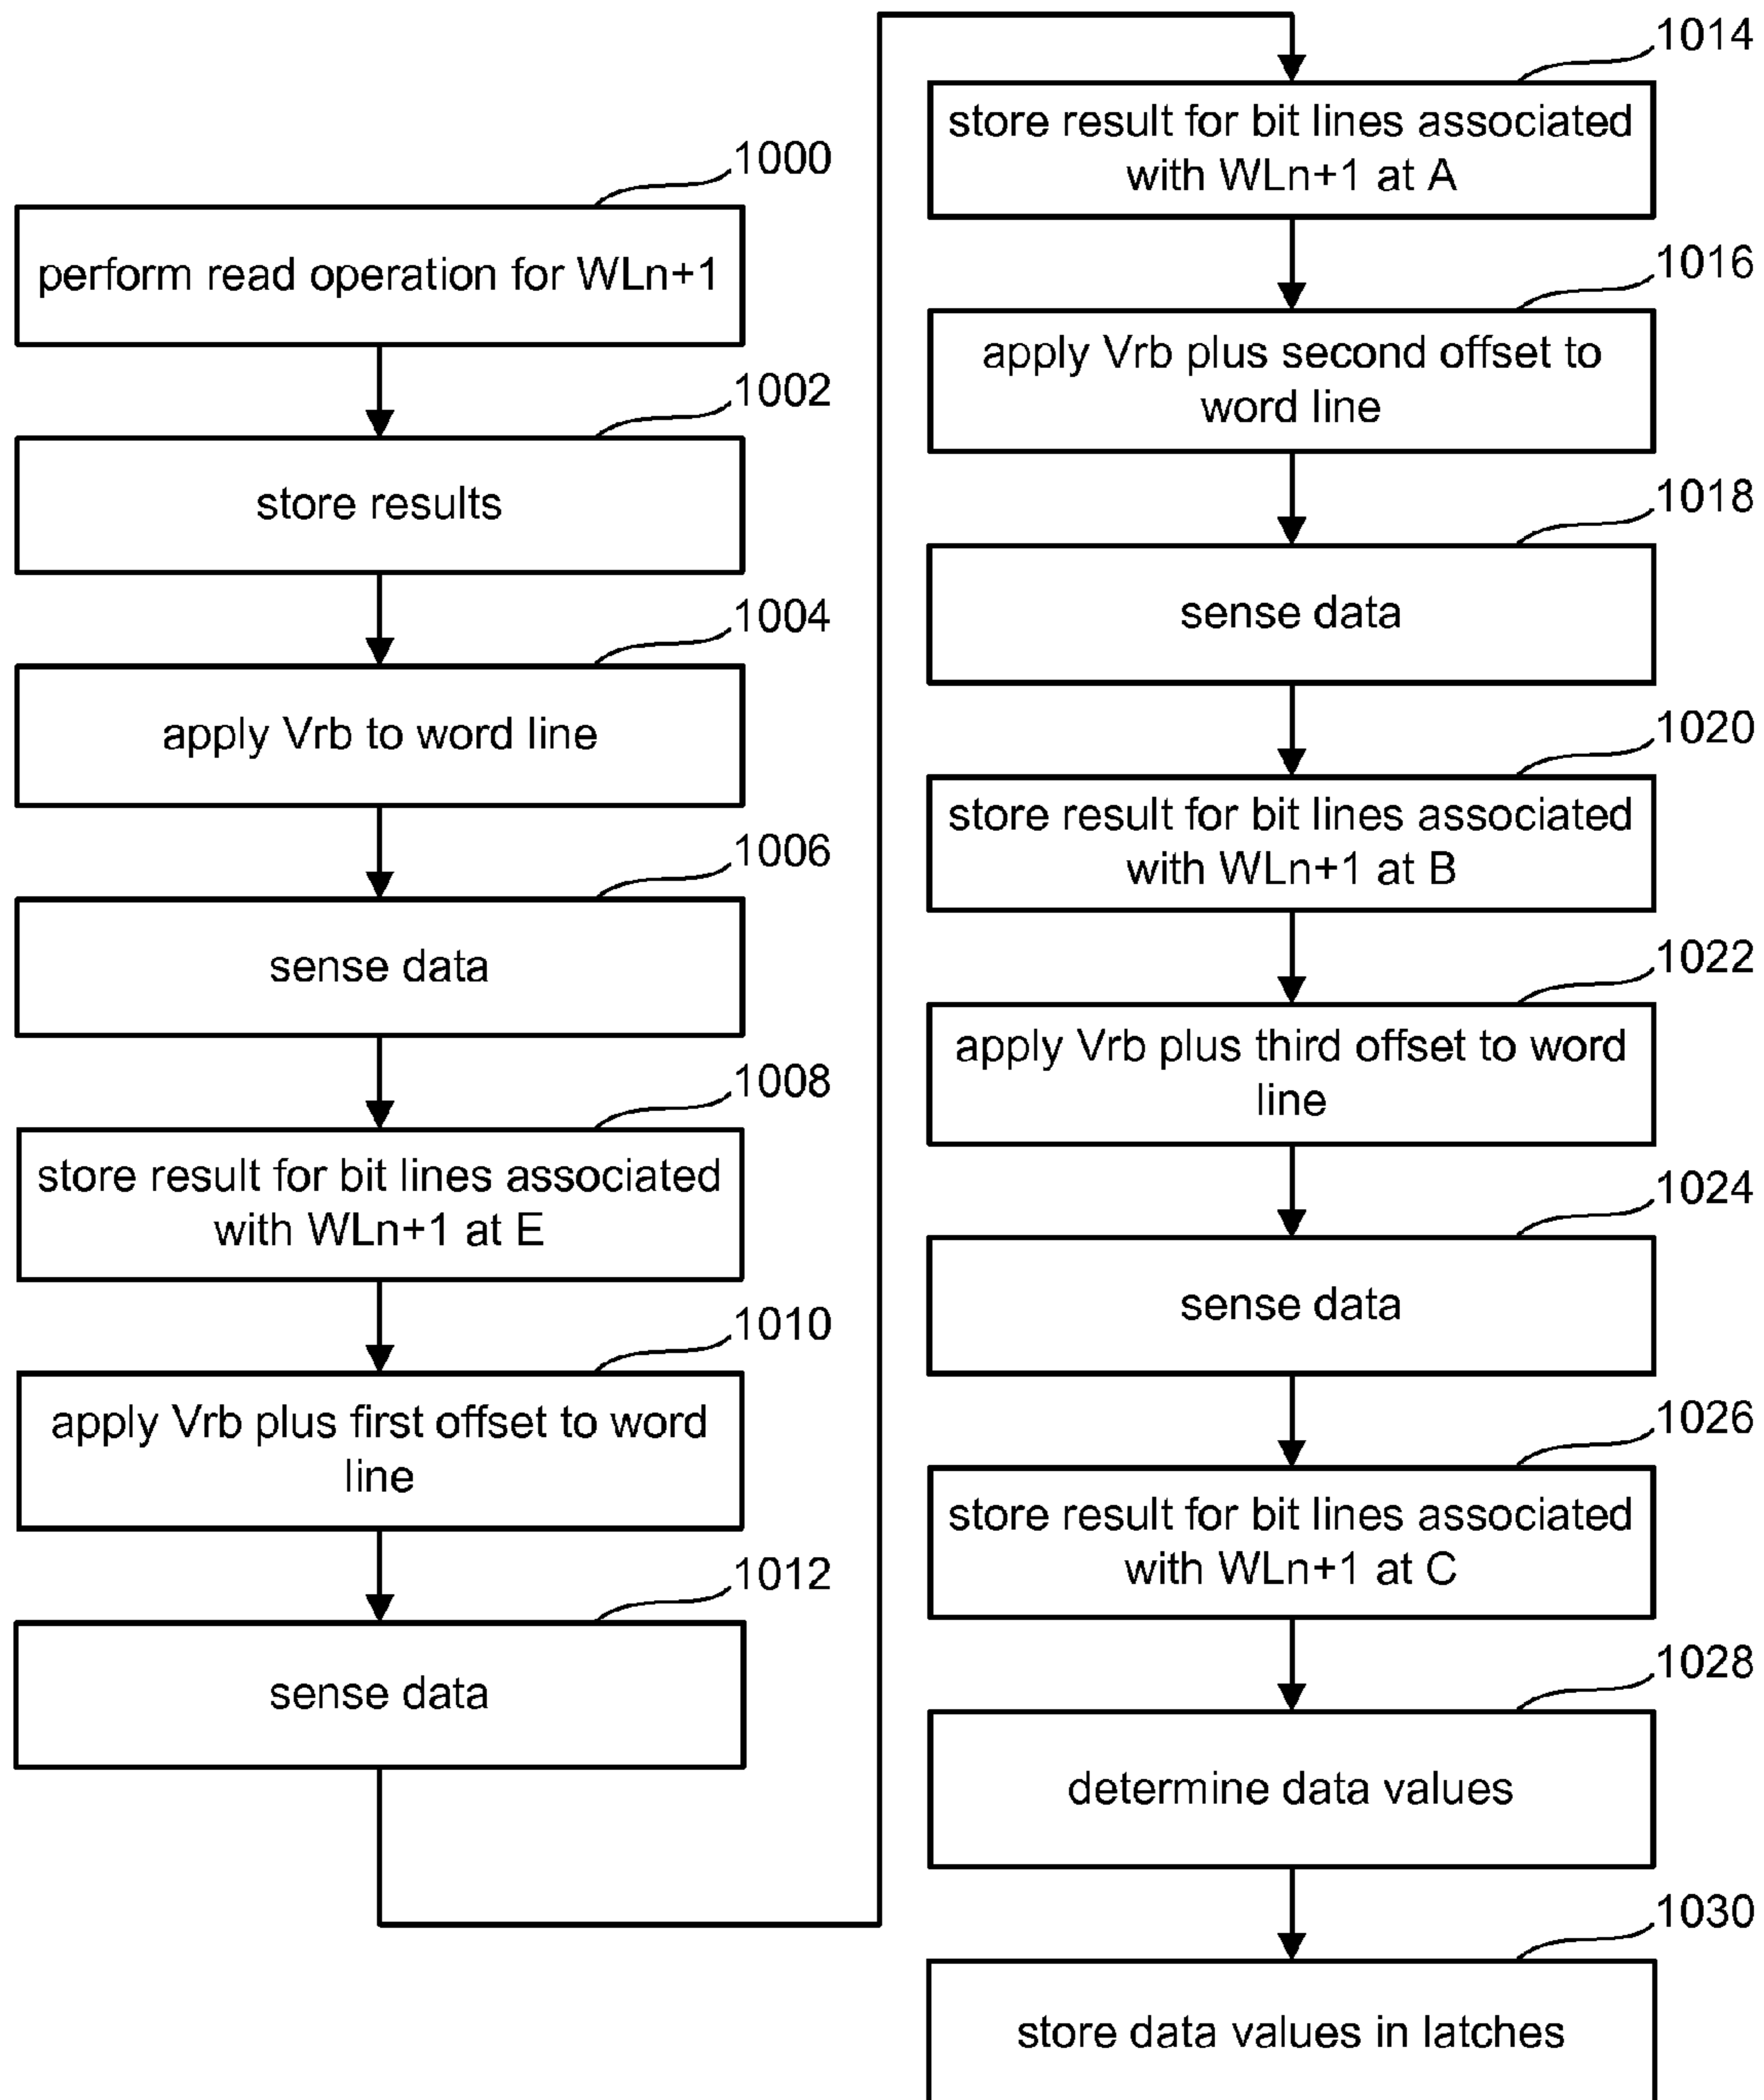 1000
perform read operation for WLn+1
1002
store results
1004
apply Vrb to word line
1006
sense data
1008
store result for bit lines associated
with WLn+1 at E
1010
apply Vrb plus first offset to word
line
1012
sense data
1014
store result for bit lines associated
with WLn+1 at A
1016
apply Vrb plus second offset to
word line
1018
sense data
1020
store result for bit lines associated
with WLn+1 at B
1022
apply Vrb plus third offset to word
line
1024
sense data
1026
store result for bit lines associated
with WLn+1 at C
1028
determine data values
1030
store data values in latches